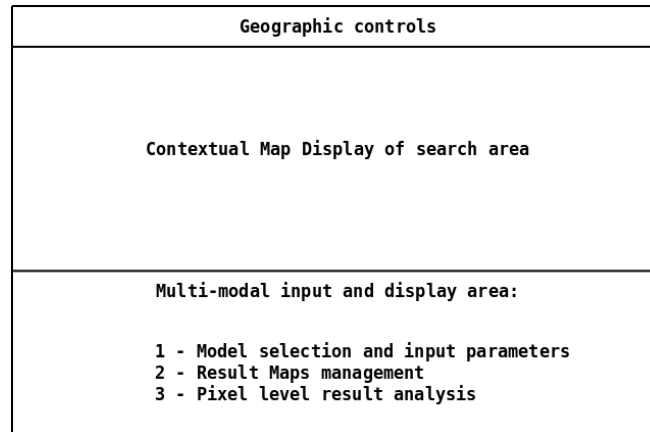 Geographic controls
Contextual Map Display of search area
Multi-modal input and display area:
1 - Model selection and input parameters
2 - Result Maps management
3 - Pixel level result analysis